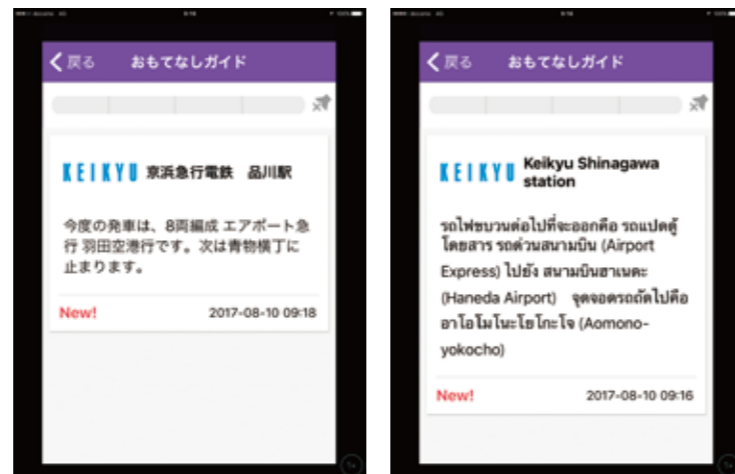 戻る おもてなしガイド
KEIKYU 京浜急行電鉄 品川駅
今度の発車は、8両編成 エアポート急
行 羽田空港行です。次は青物横丁に
止まります。
New! 2017-08-10 09:18
戻る おもてなしガイド
KEIKYU Keikyu Shinagawa
station
รถไฟขบวนต่อไปที่จะออกคือ รถแปดตู้
โดยสาร รถด่วนสนามบิน (Airport
Express) ไปยัง สนามบินฮาเนดะ
(Haneda Airport) จุดจอดรถถัดไปคือ
อาโอโมโนะโยโกะโจ (Aomono-
yokocho)
New! 2017-08-10 09:16